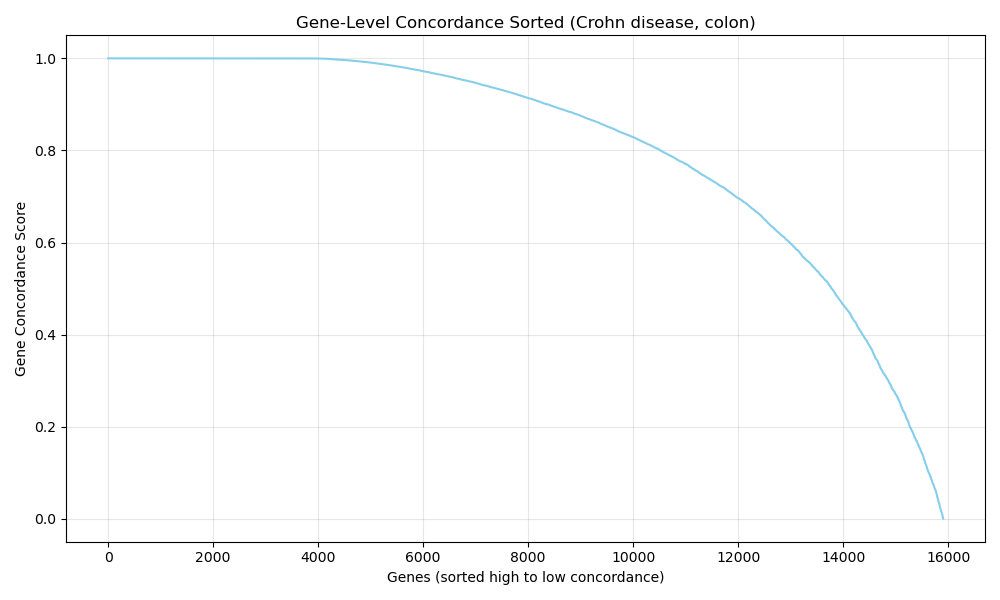 Gene-Level Concordance Sorted (Crohn disease, colon)
Gene Concordance Score
1.0
0.8
0.6
0.4
0.2
0.0
0 2000 4000 6000 8000 10000 12000 14000 16000
Genes (sorted high to low concordance)